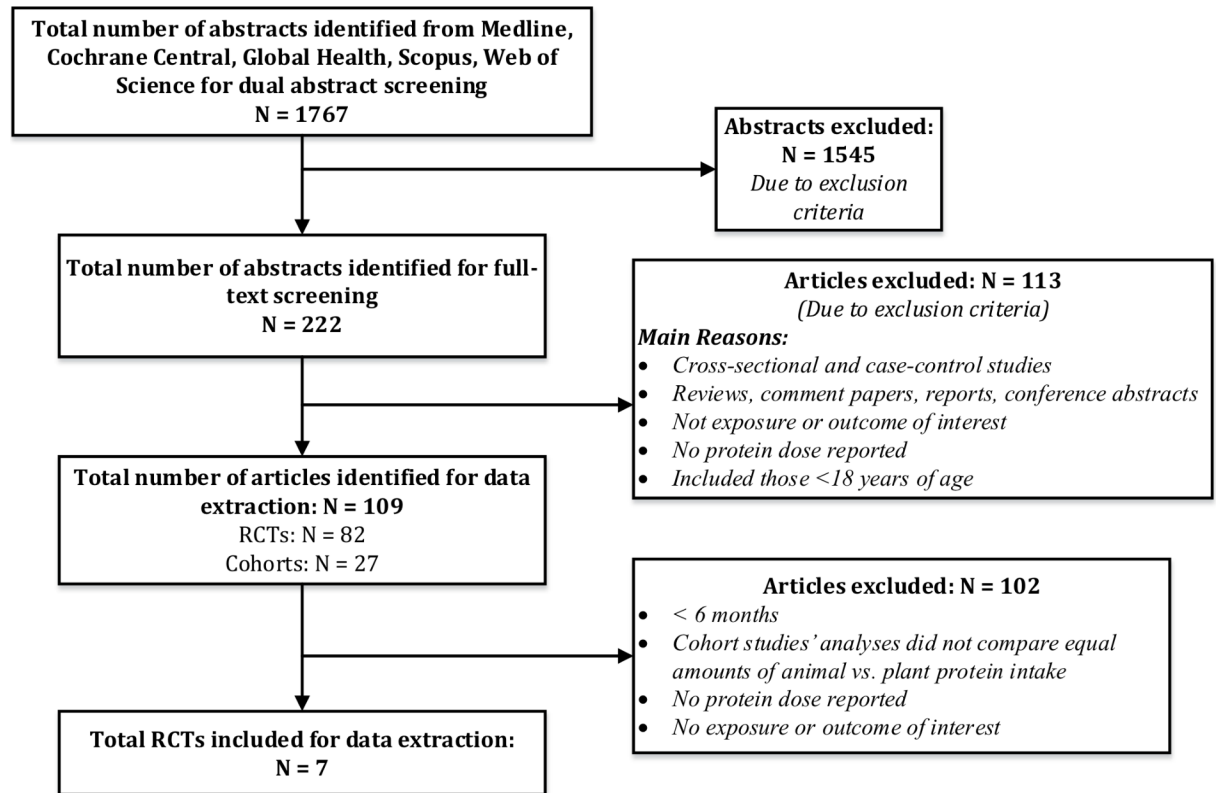 Total number of abstracts identified from Medline,
Cochrane Central, Global Health, Scopus, Web of
Science for dual abstract screening
N = 1767
Abstracts excluded:
N = 1545
Due to exclusion
criteria
Total number of abstracts identified for full-
text screening
N = 222
Articles excluded: N = 113
(Due to exclusion criteria)
Main Reasons:
• Cross-sectional and case-control studies
• Reviews, comment papers, reports, conference abstracts
• Not exposure or outcome of interest
• No protein dose reported
• Included those <18 years of age
Total number of articles identified for data
extraction: N = 109
RCTs: N = 82
Cohorts: N = 27
Articles excluded: N = 102
• < 6 months
• Cohort studies’ analyses did not compare equal
amounts of animal vs. plant protein intake
• No protein dose reported
• No exposure or outcome of interest
Total RCTs included for data extraction:
N = 7